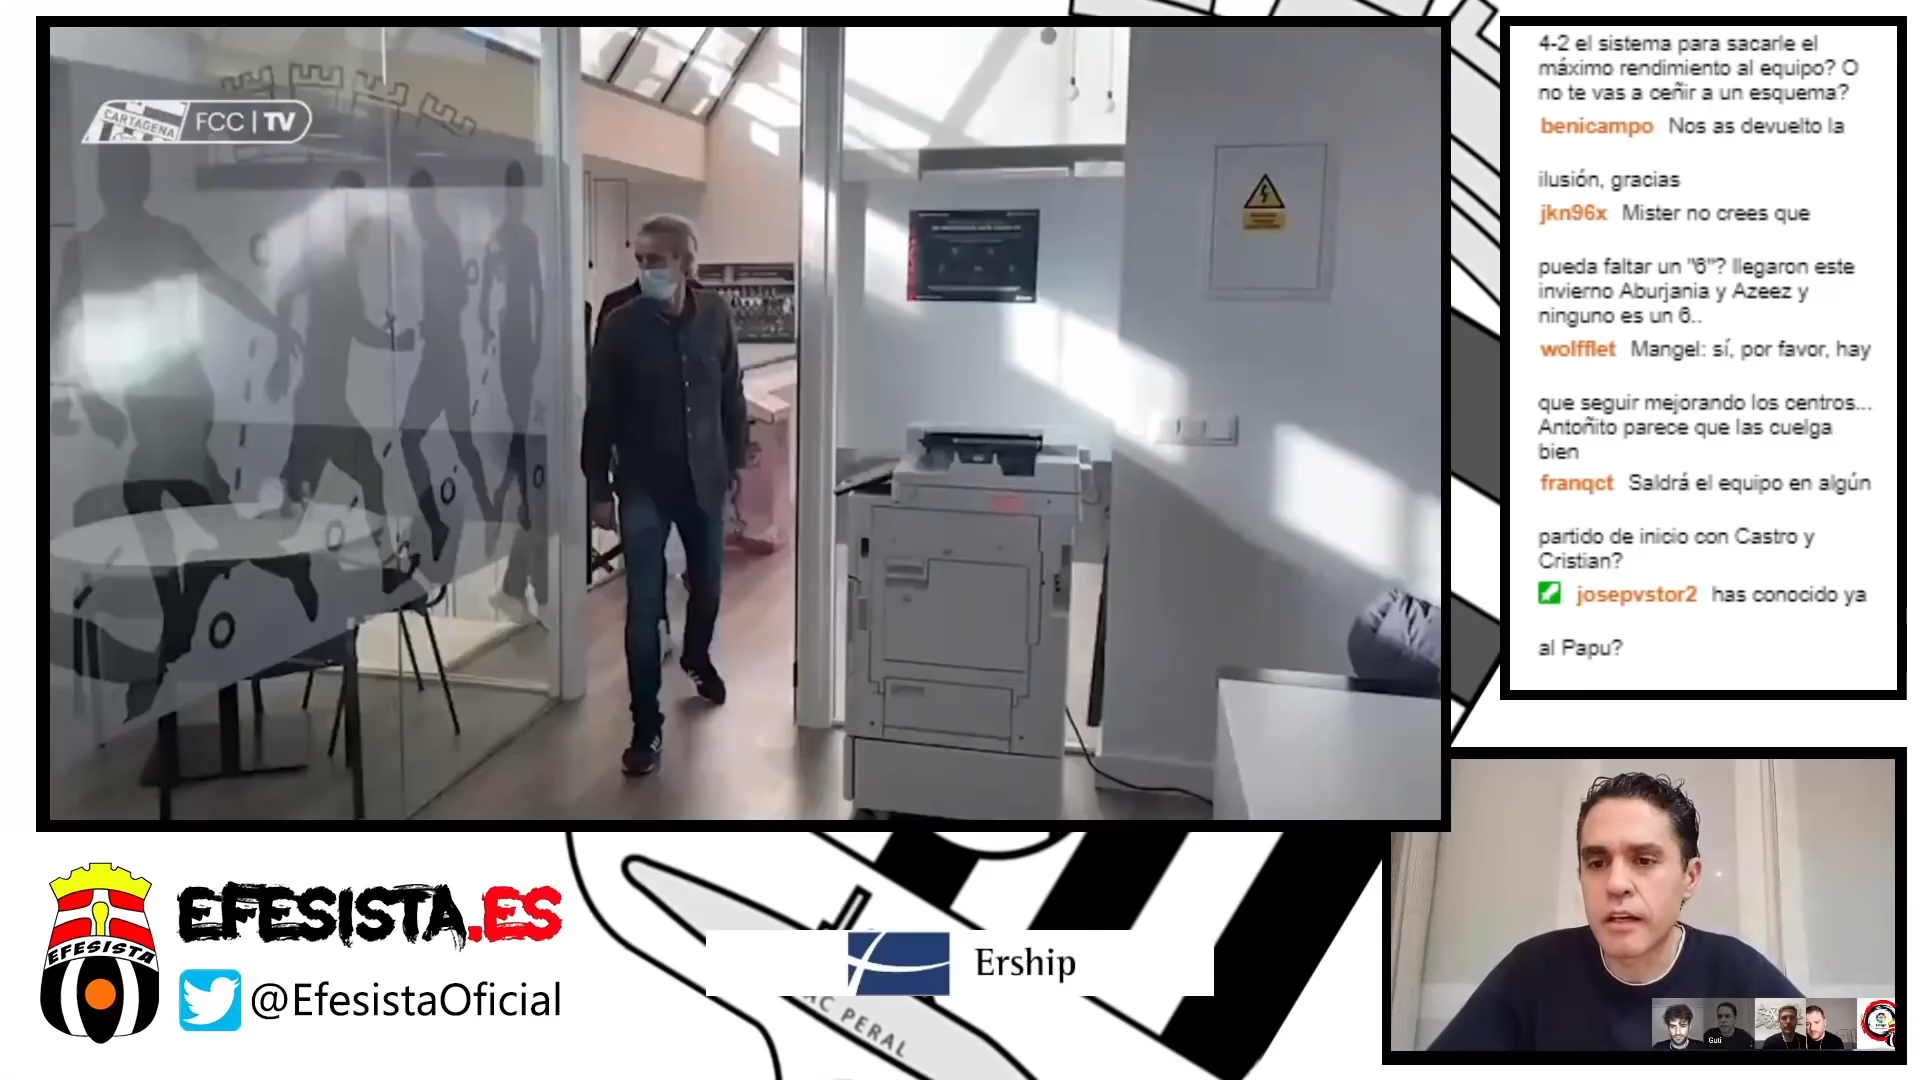 CARTAGENA FCC|TV
4-2 el sistema para sacarle el
máximo rendimiento al equipo? O
no te vas a ceñir a un esquema?
benicampo Nos as devuelto la
ilusión, gracias
jkn96x Mister no crees que
pueda faltar un "6"? llegaron este
invierno Aburjania y Azeez y
ninguno es un 6..
wolfflet Mangel: sí, por favor, hay
que seguir mejorando los centros...
Antoñito parece que las cuelga
bien
franqct Saldrá el equipo en algún
partido de inicio con Castro y
Cristian?
josepvstor2 has conocido ya
al Papu?
EFESISTA
EFESISTA.ES
@EfesistaOficial
Ership
AC PERAL
Guti